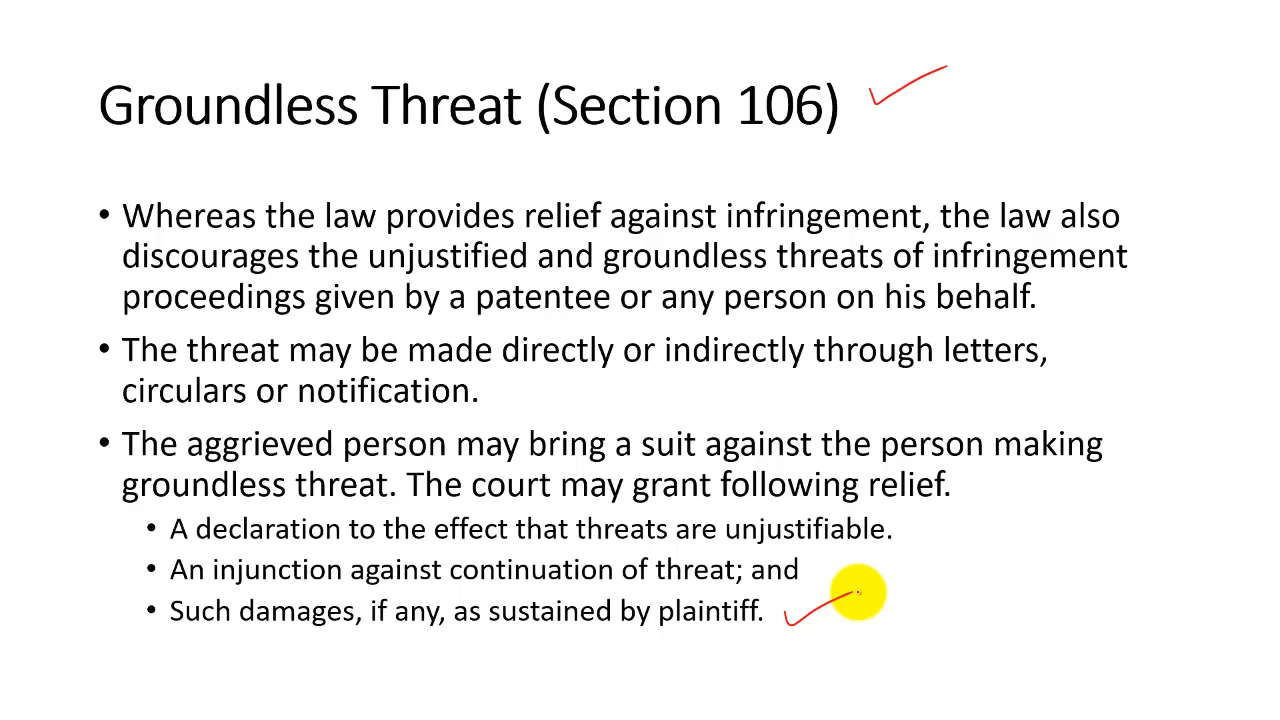 Groundless Threat (Section 106)
• Whereas the law provides relief against infringement, the law also
discourages the unjustified and groundless threats of infringement
proceedings given by a patentee or any person on his behalf.
• The threat may be made directly or indirectly through letters,
circulars or notification.
• The aggrieved person may bring a suit against the person making
groundless threat. The court may grant following relief.
• A declaration to the effect that threats are unjustifiable.
• An injunction against continuation of threat; and
• Such damages, if any, as sustained by plaintiff.